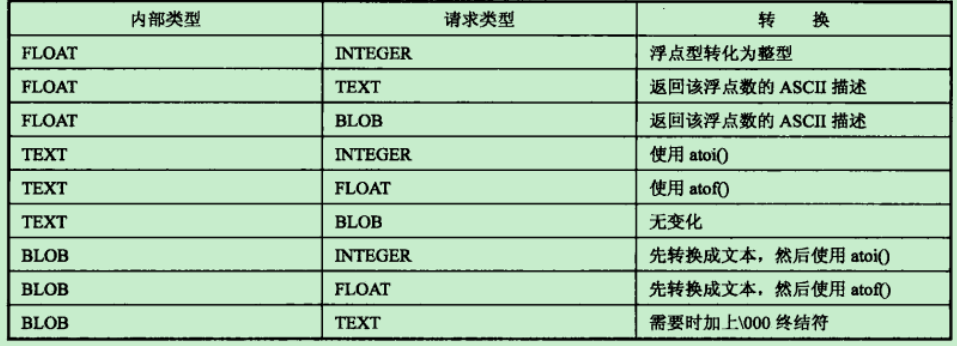 内部类型 请求类型 转 换
FLOAT INTEGER 浮点型转化为整型
FLOAT TEXT 返回该浮点数的 ASCII 描述
FLOAT BLOB 返回该浮点数的 ASCII 描述
TEXT INTEGER 使用 atoi()
TEXT FLOAT 使用 atof()
TEXT BLOB 无变化
BLOB INTEGER 先转换成文本，然后使用 atoi()
BLOB FLOAT 先转换成文本，然后使用 atof()
BLOB TEXT 需要时加上\000 终结符